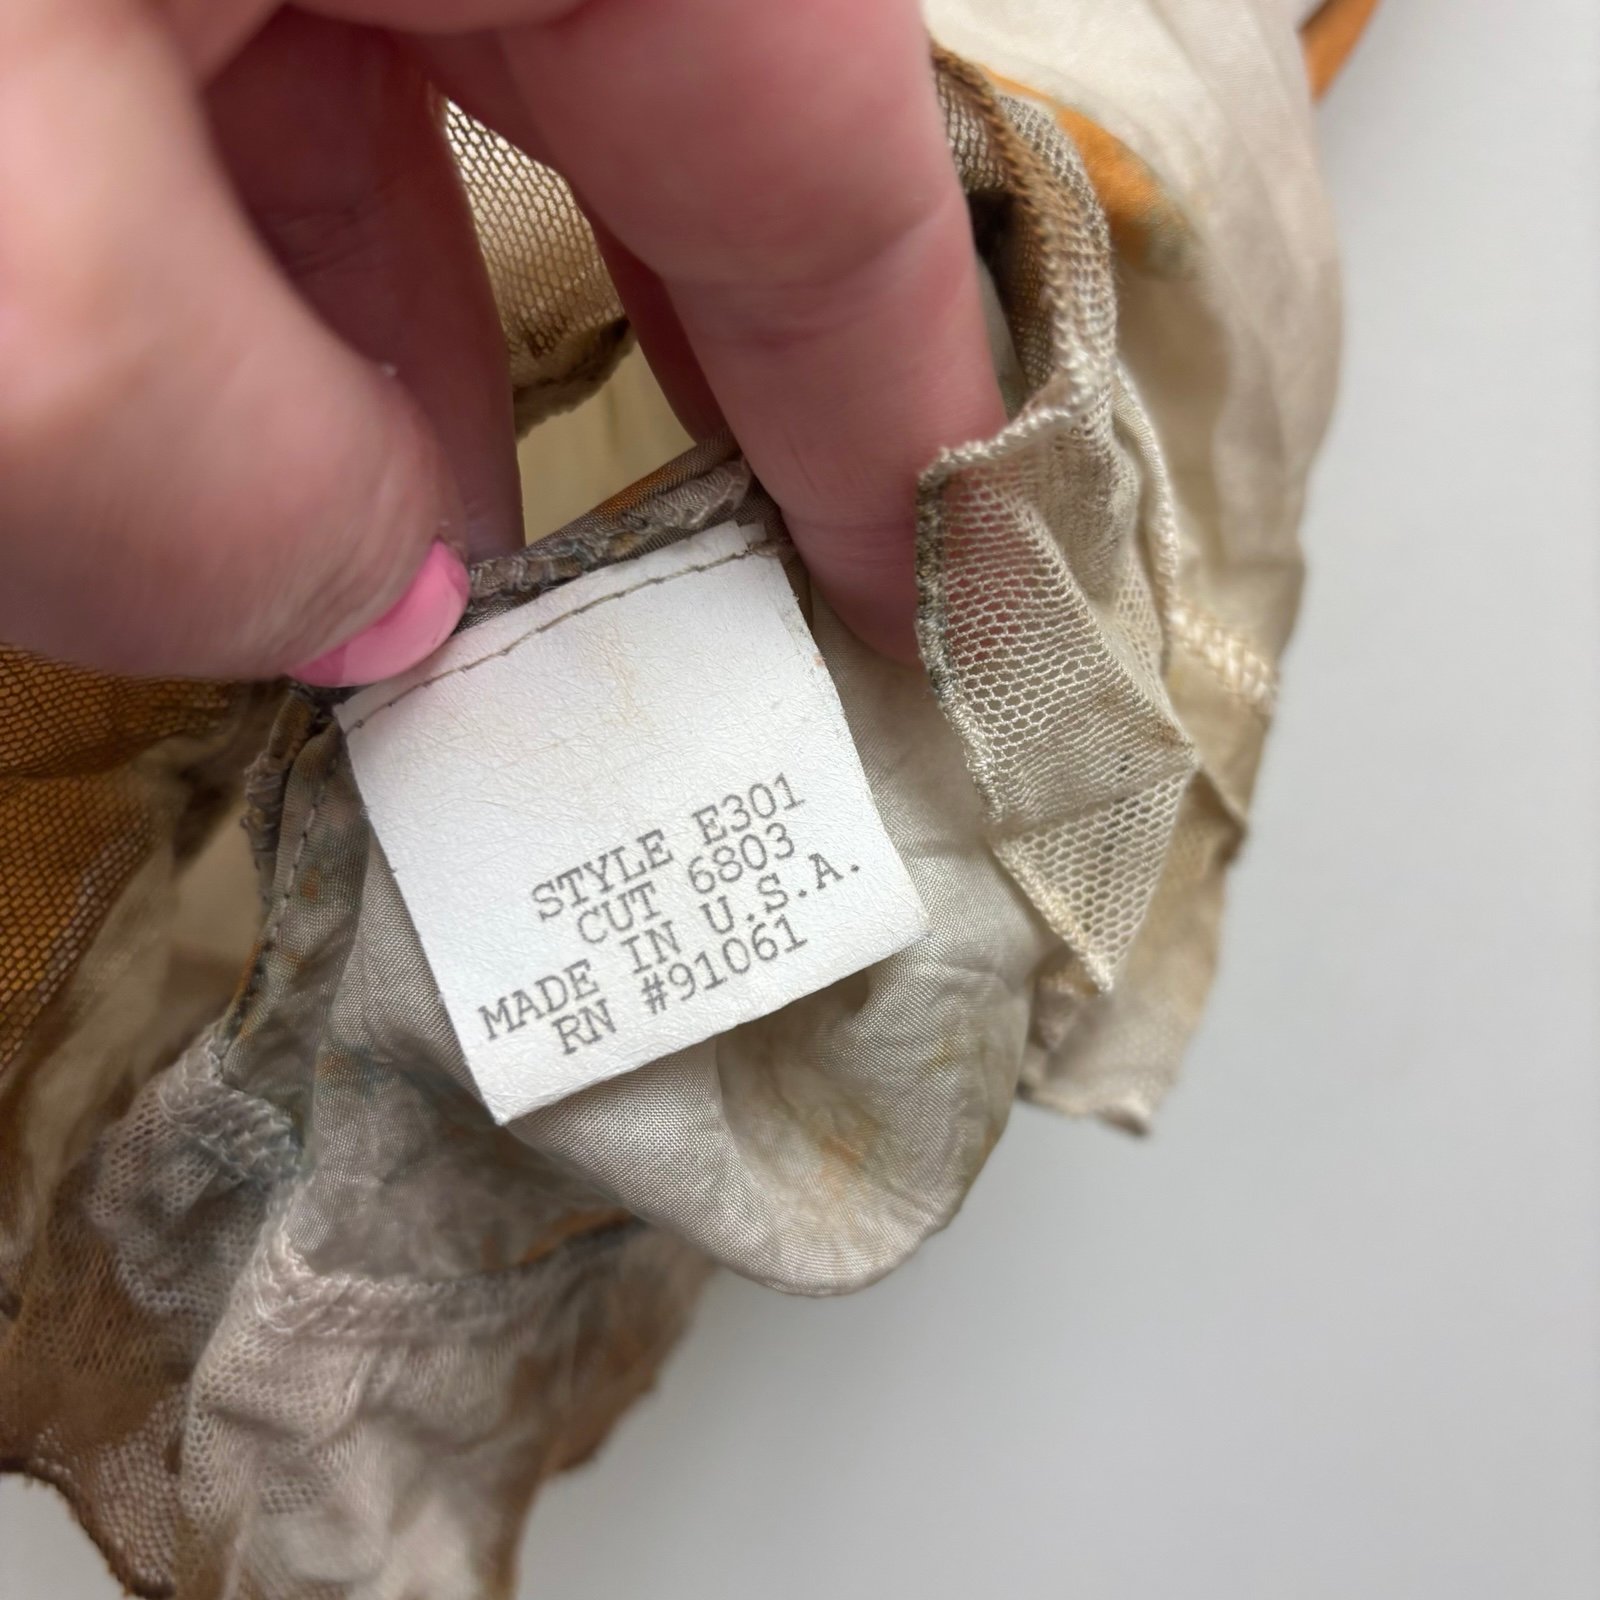 STYLE E301
CUT 6803
MADE IN U.S.A.
RN #91061